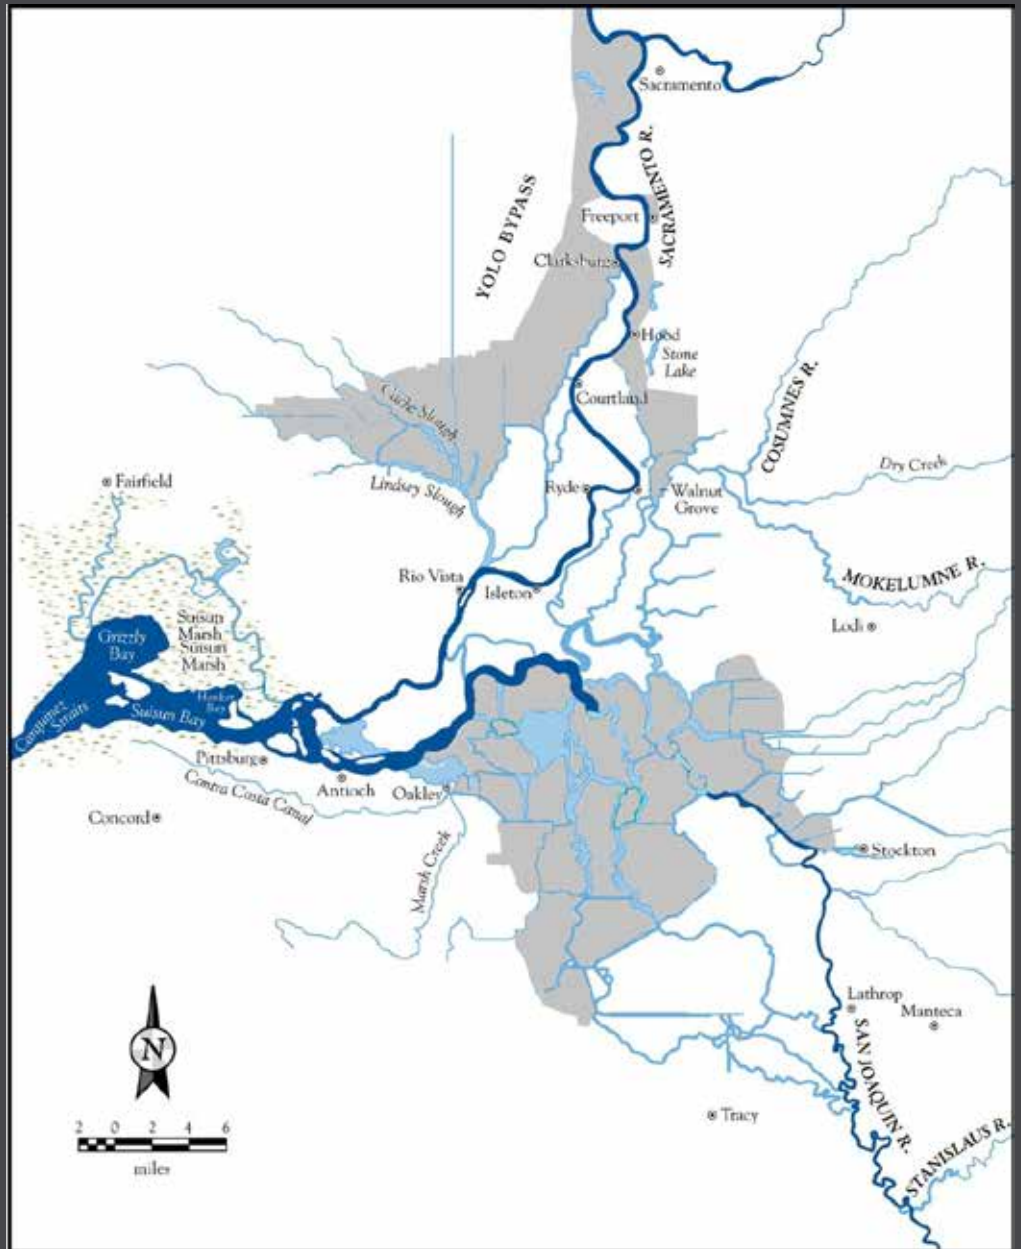 Sacramento
SACRAMENTO R.
YOLO BYPASS
Freeport
Clarksburg
Hood
Stone
Lake
Courtland
COSUMNES R.
Cache Slough
Dry Creek
Fairfield
Lindsey Slough
Ryde
Walnut
Grove
Rio Vista
Isleton
MOKELUMNE R.
Lodi
Suisun
Marsh
Suisun
Marsh
Grizzly
Bay
Honker
Bay
Suisun Bay
Carquinez
Straits
Pittsburg
Antioch
Oakley
Contra Costa Canal
Concord
Marsh Creek
Stockton
Lathrop
Manteca
SAN JOAQUIN R.
N
Tracy
STANISLAUS R.
2 0 2 4 6
miles